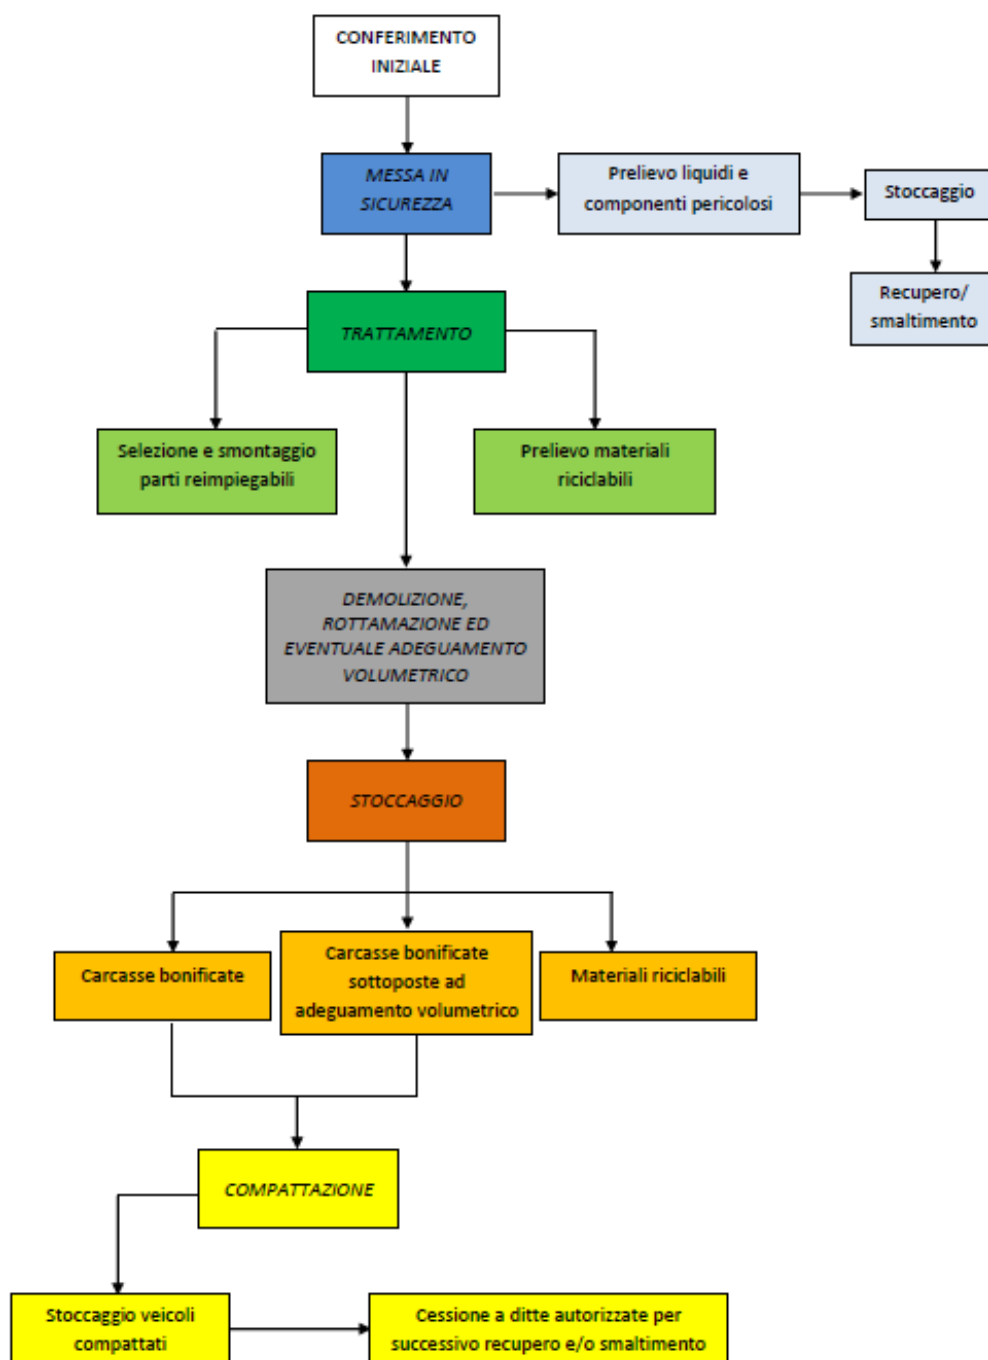 CONFERIMENTO
INIZIALE
MESSA IN
SICUREZZA
Prelievo liquidi e
componenti pericolosi
Stoccaggio
Recupero/
smaltimento
TRATTAMENTO
Selezione e smontaggio
parti reimpiegabili
Prelievo materiali
riciclabili
DEMOLIZIONE,
ROTTAMAZIONE ED
EVENTUALE ADEGUAMENTO
VOLUMETRICO
STOCCAGGIO
Carcasse bonificate
Carcasse bonificate
sottoposte ad
adeguamento volumetrico
Materiali riciclabili
COMPATTAZIONE
Stoccaggio veicoli
compattati
Cessione a ditte autorizzate per
successivo recupero e/o smaltimento